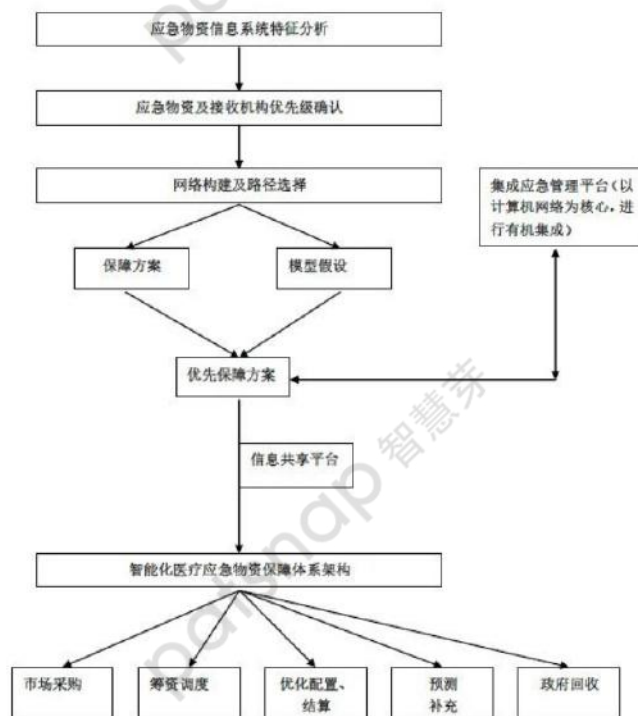 应急物资信息系统特征分析
应急物资及接收机构优先级确认
网络构建及路径选择
集成应急管理平台(以
计算机网络为核心,进
行有机集成)
保障方案
模型假设
优先保障方案
信息共享平台
智能化医疗应急物资保障体系架构
市场采购
筹资调度
优化配置、
结算
预测
补充
政府回收
patsnap 智慧芽
patsnap